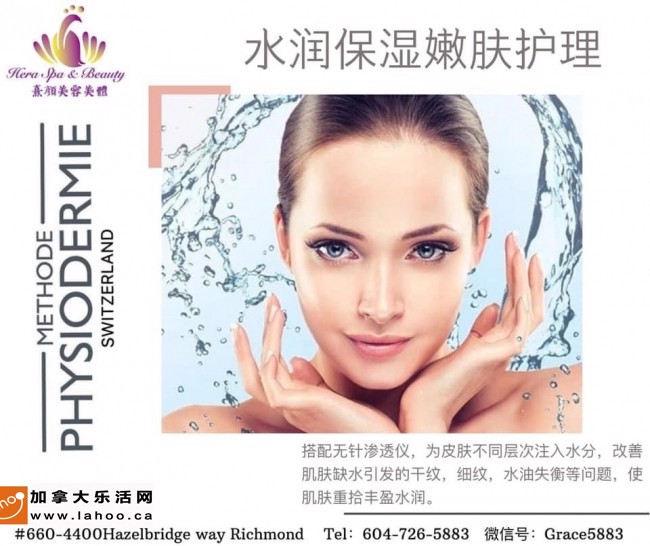 水润保湿嫩肤护理
Hera Spa & Beauty
熹颜美容美體
METHODE
PHYSIODERMIE
SWITZERLAND
搭配无针渗透仪，为皮肤不同层次注入水分，改善
肌肤缺水引发的干纹，细纹，水油失衡等问题，使
肌肤重拾丰盈水润。
加拿大乐活网
www.lahoo.ca
#660-4400Hazelbridge way Richmond Tel：604-726-5883 微信号：Grace5883